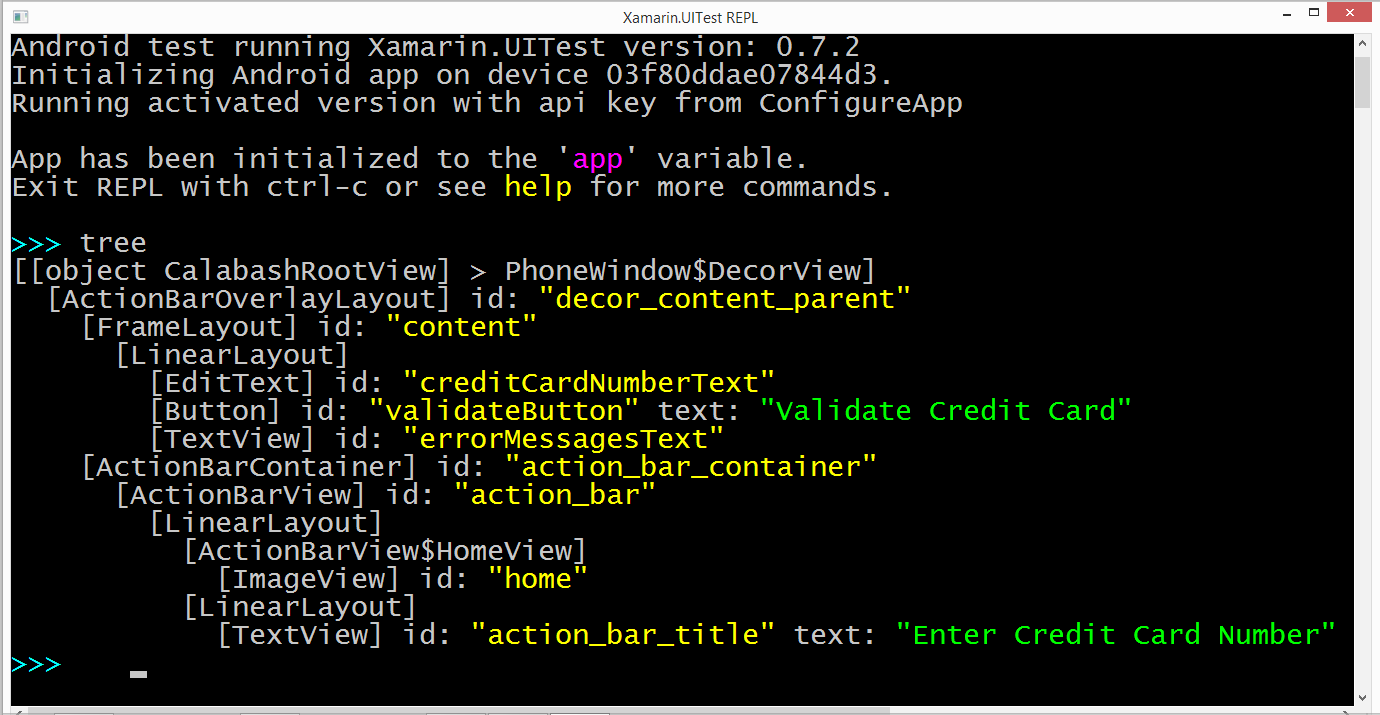 Xamarin.UITest REPL
Android test running Xamarin.UITest version: 0.7.2
Initializing Android app on device 03f80ddae07844d3.
Running activated version with api key from ConfigureApp
App has been initialized to the 'app' variable.
Exit REPL with ctrl-c or see help for more commands.
>>> tree
[[object CalabashRootView] > PhoneWindow$DecorView]
  [ActionBarOverlayLayout] id: "decor_content_parent"
    [FrameLayout] id: "content"
      [LinearLayout]
        [EditText] id: "creditCardNumberText"
        [Button] id: "validateButton" text: "Validate Credit Card"
        [TextView] id: "errorMessagesText"
    [ActionBarContainer] id: "action_bar_container"
      [ActionBarView] id: "action_bar"
        [LinearLayout]
          [ActionBarView$HomeView]
            [ImageView] id: "home"
          [LinearLayout]
            [TextView] id: "action_bar_title" text: "Enter Credit Card Number"
>>>